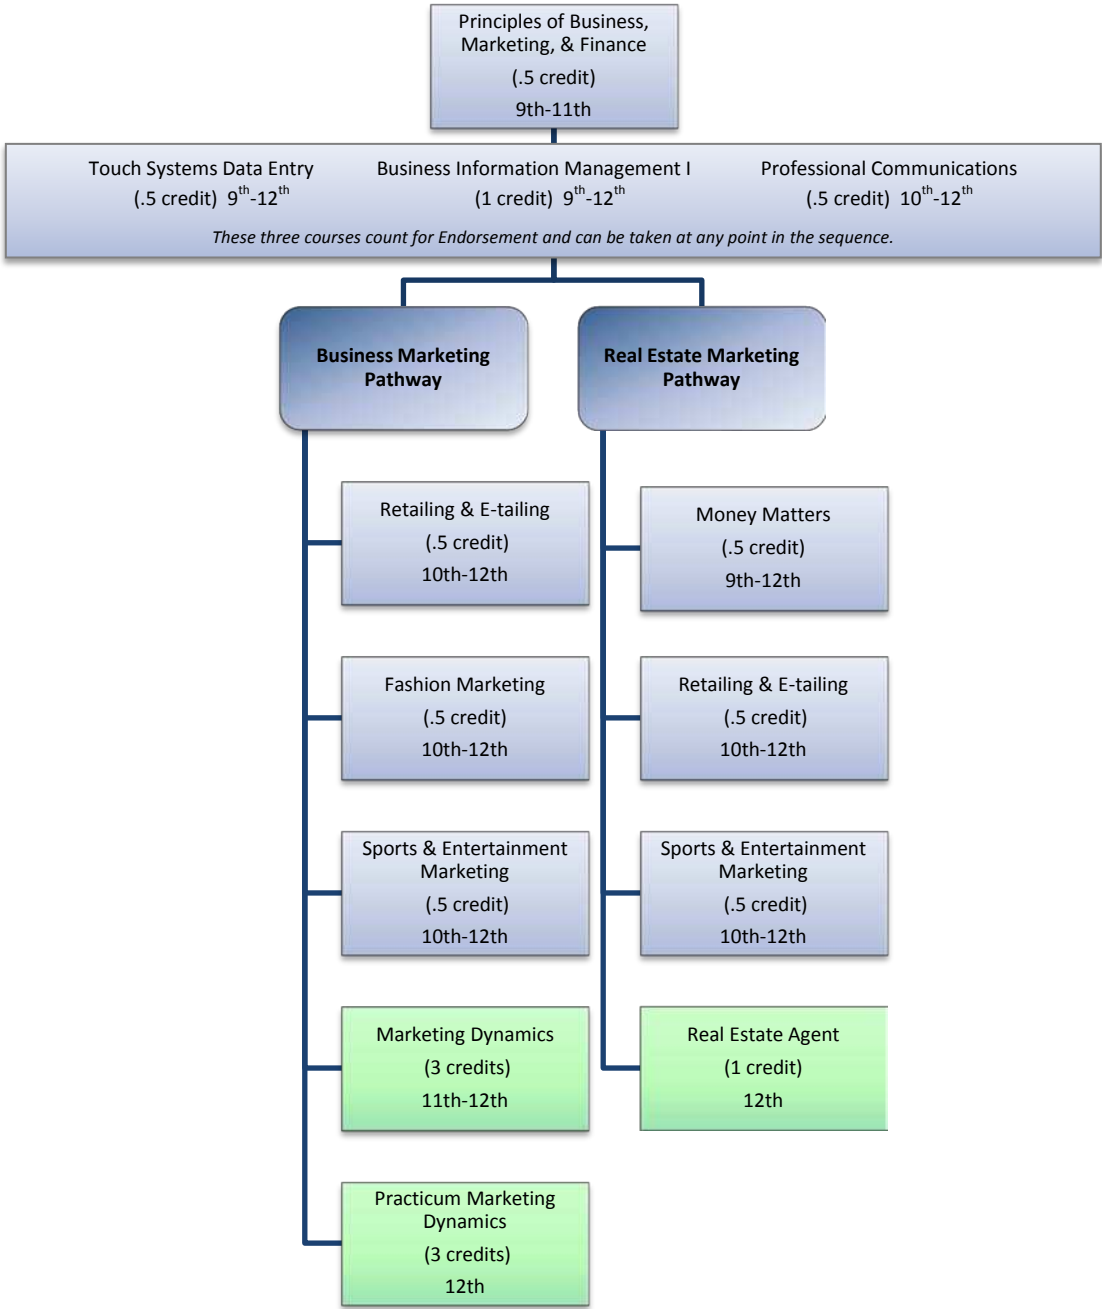 Principles of Business,
Marketing, & Finance
(.5 credit)
9th-11th
Touch Systems Data Entry
(.5 credit) 9th-12th
Business Information Management I
(1 credit) 9th-12th
Professional Communications
(.5 credit) 10th-12th
These three courses count for Endorsement and can be taken at any point in the sequence.
Business Marketing
Pathway
Retailing & E-tailing
(.5 credit)
10th-12th
Fashion Marketing
(.5 credit)
10th-12th
Sports & Entertainment
Marketing
(.5 credit)
10th-12th
Marketing Dynamics
(3 credits)
11th-12th
Practicum Marketing
Dynamics
(3 credits)
12th
Real Estate Marketing
Pathway
Money Matters
(.5 credit)
9th-12th
Retailing & E-tailing
(.5 credit)
10th-12th
Sports & Entertainment
Marketing
(.5 credit)
10th-12th
Real Estate Agent
(1 credit)
12th